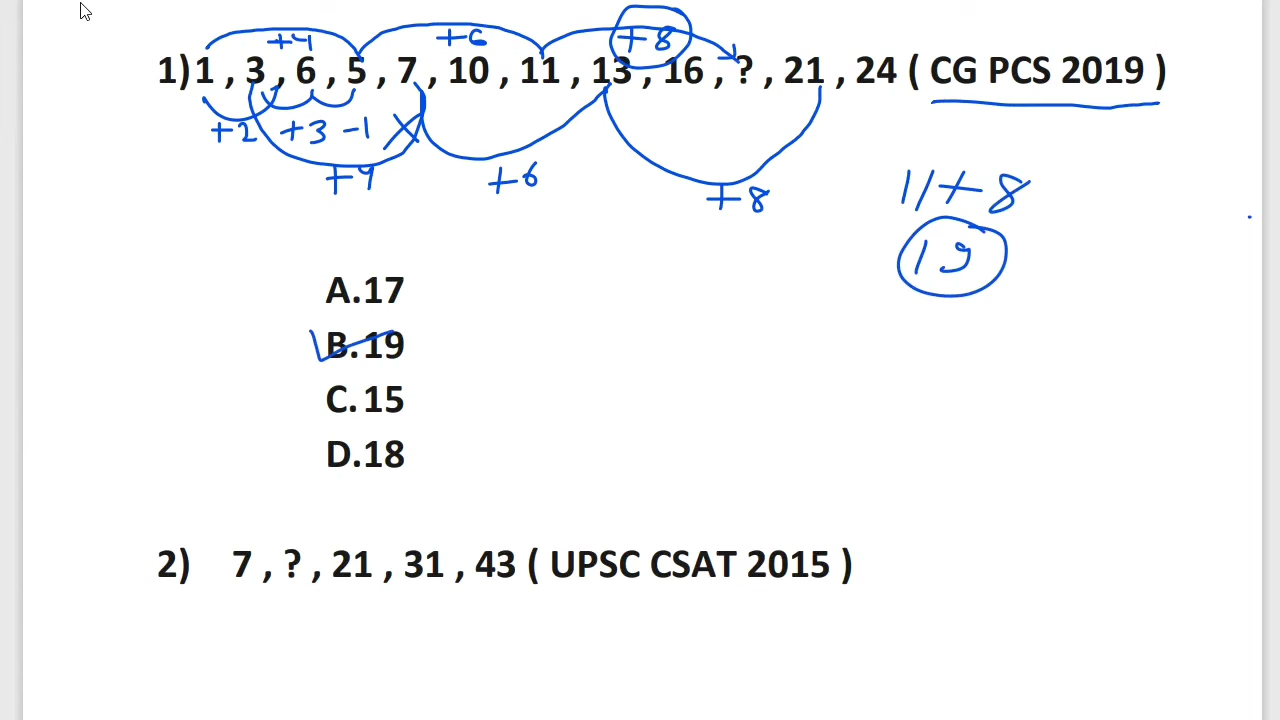 +4 +6 +8
1) 1 , 3 , 6 , 5 , 7 , 10 , 11 , 13 , 16 , ? , 21 , 24 ( CG PCS 2019 )
+2 +3 -1
+4 +6 +8
11+8
19
A.17
B.19
C.15
D.18
2) 7 , ? , 21 , 31 , 43 ( UPSC CSAT 2015 )